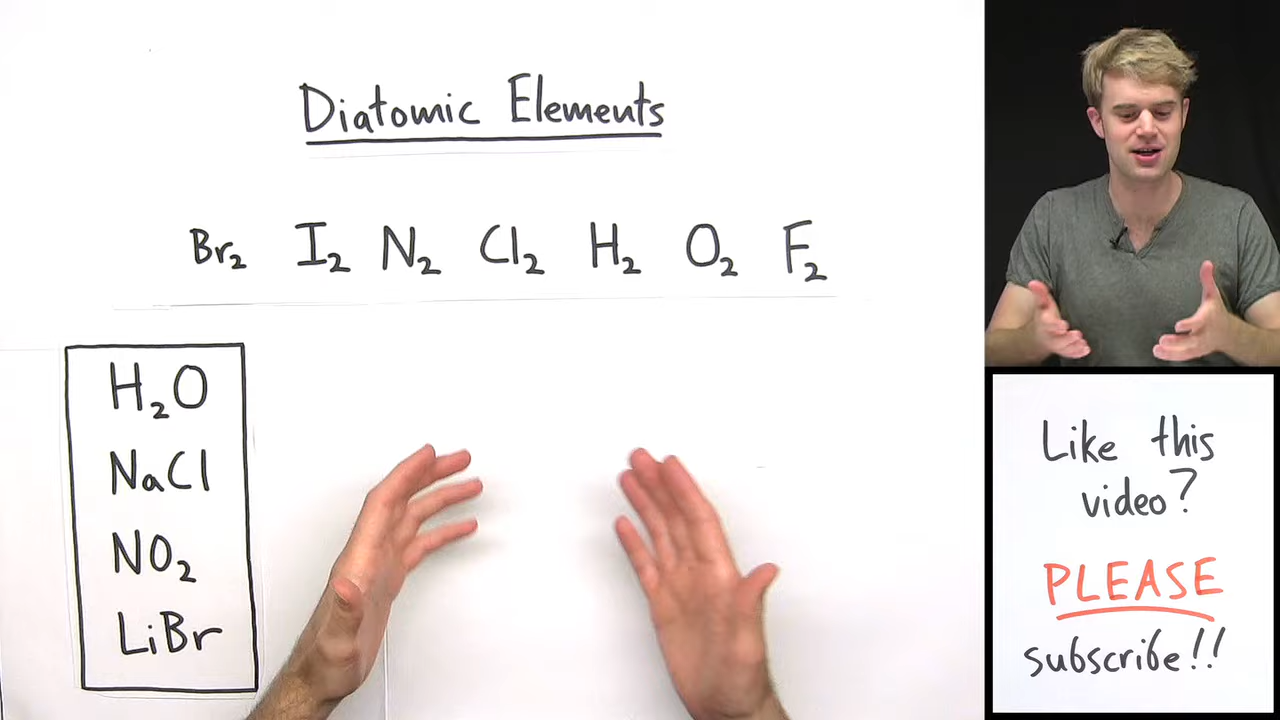 Diatomic Elements
Br₂ I₂ N₂ Cl₂ H₂ O₂ F₂
H₂O
NaCl
NO₂
LiBr
Like this
video?
PLEASE
subscribe!!